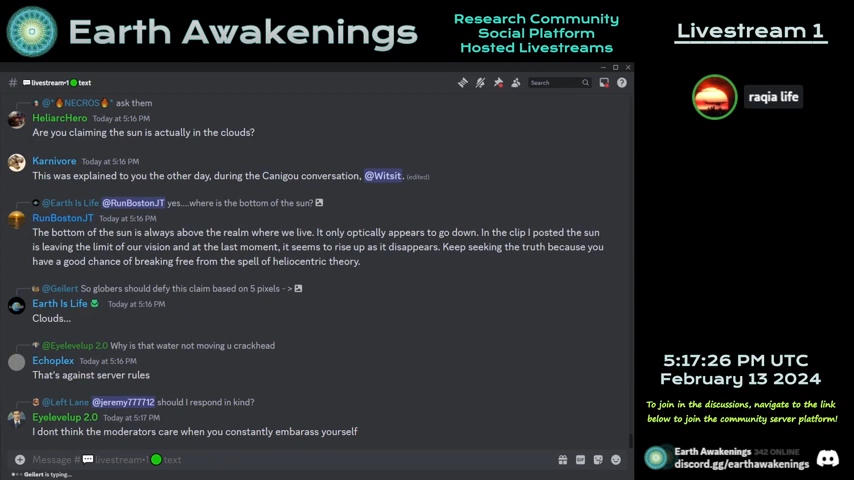 Earth Awakenings
Research Community
Social Platform
Hosted Livestreams
Livestream 1
# livestream-1 text
Search
raqia life
@*NECROS* ask them
HeliarcHero Today at 5:16 PM
Are you claiming the sun is actually in the clouds?
Karnivore Today at 5:16 PM
This was explained to you the other day, during the Canigou conversation, @Witsit. (edited)
@Earth Is Life @RunBostonJT yes....where is the bottom of the sun?
RunBostonJT Today at 5:16 PM
The bottom of the sun is always above the realm where we live. It only optically appears to go down. In the clip I posted the sun
is leaving the limit of our vision and at the last moment, it seems to rise up as it disappears. Keep seeking the truth because you
have a good chance of breaking free from the spell of heliocentric theory.
@Geilert So globers should defy this claim based on 5 pixels - >
Earth Is Life Today at 5:16 PM
Clouds...
@Eyelevelup 2.0 Why is that water not moving u crackhead
Echoplex Today at 5:16 PM
That's against server rules
@Left Lane @jeremy777712 should I respond in kind?
Eyelevelup 2.0 Today at 5:17 PM
I dont think the moderators care when you constantly embarass yourself
Message # livestream-1 text
GIF
Geilert is typing...
5:17:26 PM UTC
February 13 2024
To join in the discussions, navigate to the link
below to join the community server platform!
Earth Awakenings 342 ONLINE
discord.gg/earthawakenings